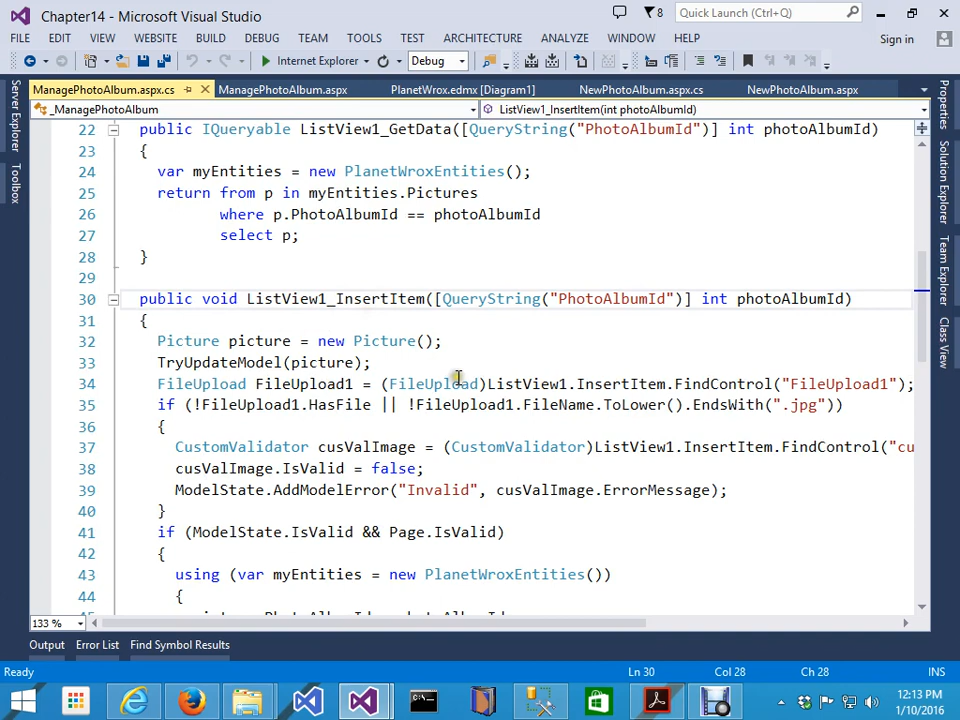 Chapter14 - Microsoft Visual Studio
8
Quick Launch (Ctrl+Q)
FILE EDIT VIEW WEBSITE BUILD DEBUG TEAM TOOLS TEST ARCHITECTURE ANALYZE WINDOW HELP
Sign in
Internet Explorer
Debug
ManagePhotoAlbum.aspx.cs ManagePhotoAlbum.aspx PlanetWrox.edmx [Diagram1] NewPhotoAlbum.aspx.cs NewPhotoAlbum.aspx
_ManagePhotoAlbum
ListView1_InsertItem(int photoAlbumId)
Server Explorer
Toolbox
Properties
Solution Explorer
Team Explorer
Class View
22 public IQueryable ListView1_GetData([QueryString("PhotoAlbumId")] int photoAlbumId)
23 {
24 var myEntities = new PlanetWroxEntities();
25 return from p in myEntities.Pictures
26 where p.PhotoAlbumId == photoAlbumId
27 select p;
28 }
29
30 public void ListView1_InsertItem([QueryString("PhotoAlbumId")] int photoAlbumId)
31 {
32 Picture picture = new Picture();
33 TryUpdateModel(picture);
34 FileUpload FileUpload1 = (FileUpload)ListView1.InsertItem.FindControl("FileUpload1");
35 if (!FileUpload1.HasFile || !FileUpload1.FileName.ToLower().EndsWith(".jpg"))
36 {
37 CustomValidator cusValImage = (CustomValidator)ListView1.InsertItem.FindControl("cu
38 cusValImage.IsValid = false;
39 ModelState.AddModelError("Invalid", cusValImage.ErrorMessage);
40 }
41 if (ModelState.IsValid && Page.IsValid)
42 {
43 using (var myEntities = new PlanetWroxEntities())
44 {
133 %
Output Error List Find Symbol Results
Ready
Ln 30
Col 28
Ch 28
INS
12:13 PM
1/10/2016